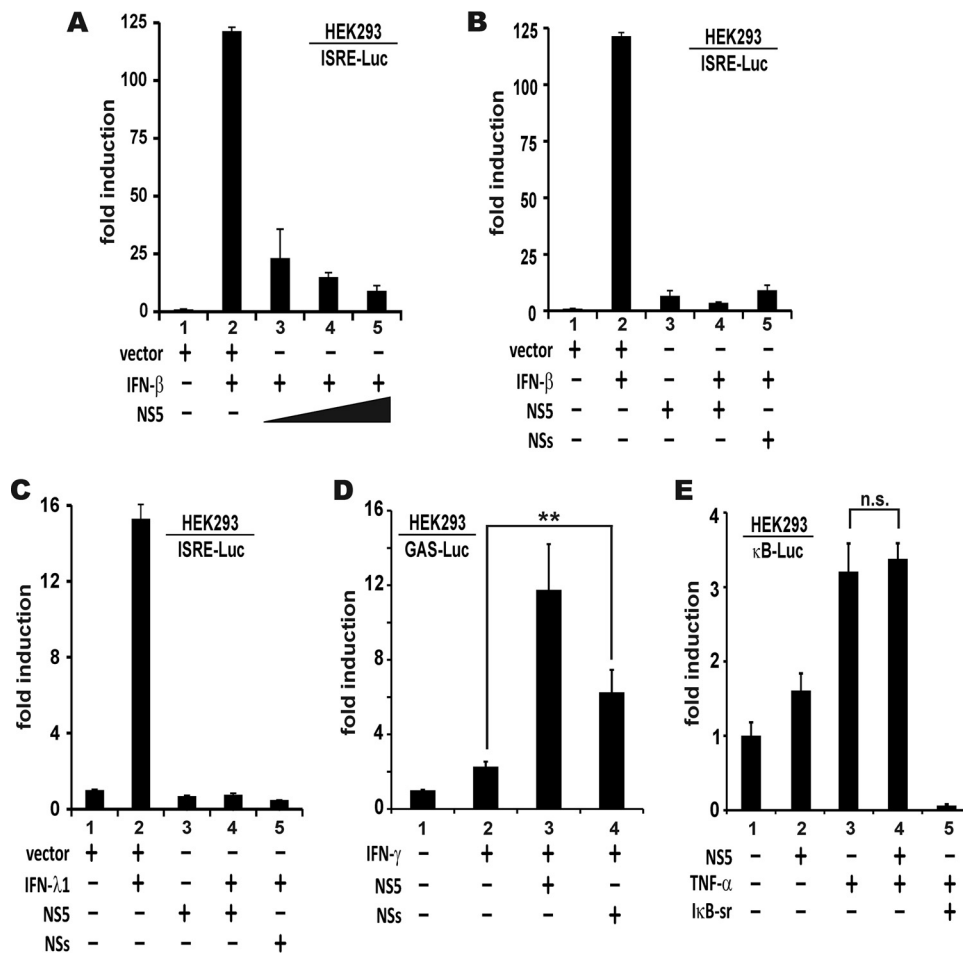 A
HEK293
ISRE-Luc
fold induction
125
100
75
50
25
0
1 2 3 4 5
vector + + − − −
IFN-β − + + + +
NS5 − −
B
HEK293
ISRE-Luc
fold induction
125
100
75
50
25
0
1 2 3 4 5
vector + + − − −
IFN-β − + − + +
NS5 − − + + −
NSs − − − − +
C
HEK293
ISRE-Luc
fold induction
16
12
8
4
0
1 2 3 4 5
vector + + − − −
IFN-λ1 − + − + +
NS5 − − + + −
NSs − − − − +
D
HEK293
GAS-Luc
**
fold induction
16
12
8
4
0
1 2 3 4
IFN-γ − + + +
NS5 − − + −
NSs − − − +
E
HEK293
κB-Luc
n.s.
fold induction
4
3
2
1
0
1 2 3 4 5
NS5 − + − + −
TNF-α − − + + +
IκB-sr − − − − +